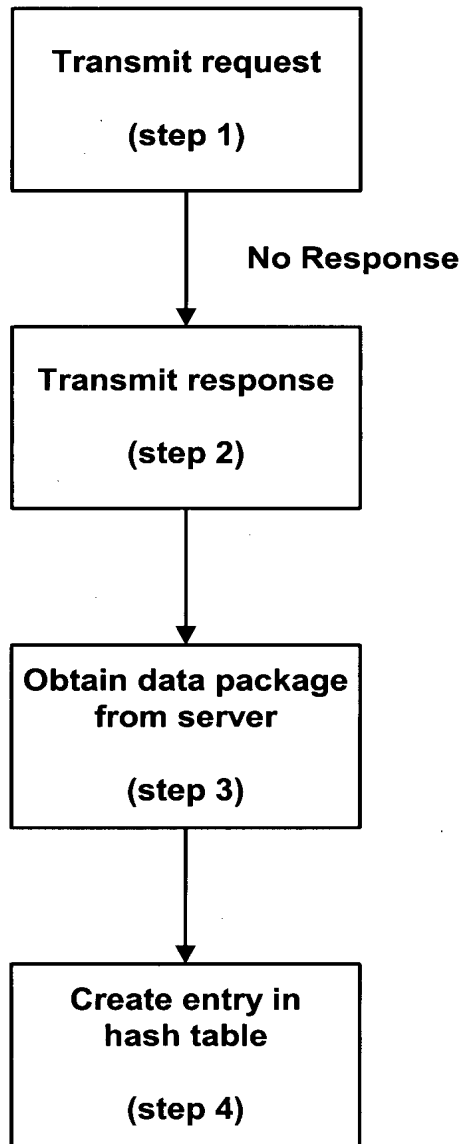 Transmit request
(step 1)
No Response
Transmit response
(step 2)
Obtain data package
from server
(step 3)
Create entry in
hash table
(step 4)